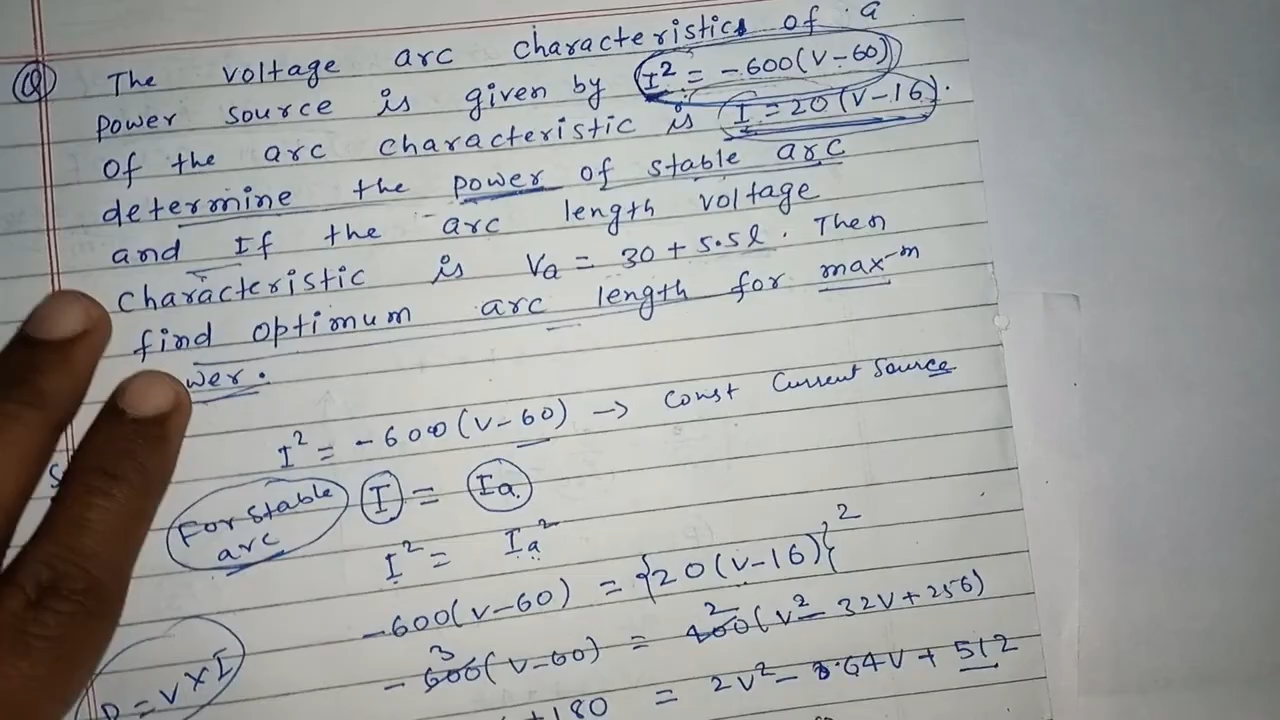 Q The voltage arc characteristics of a
power source is given by I² = -600(V-60)
of the arc characteristic is I = 20(V-16).
determine the power of stable arc
and If the arc length voltage
characteristic is Va = 30 + 5.5l. Then
find optimum arc length for max-m
wer.
I² = -600(V-60) → Const Current Source
For stable arc I = Ia
I² = Ia²
-600(V-60) = {20(V-16)}²
3 2
-600(V-60) = 400(V² - 32V + 256)
+180 = 2V² - 64V + 512
P = V×I